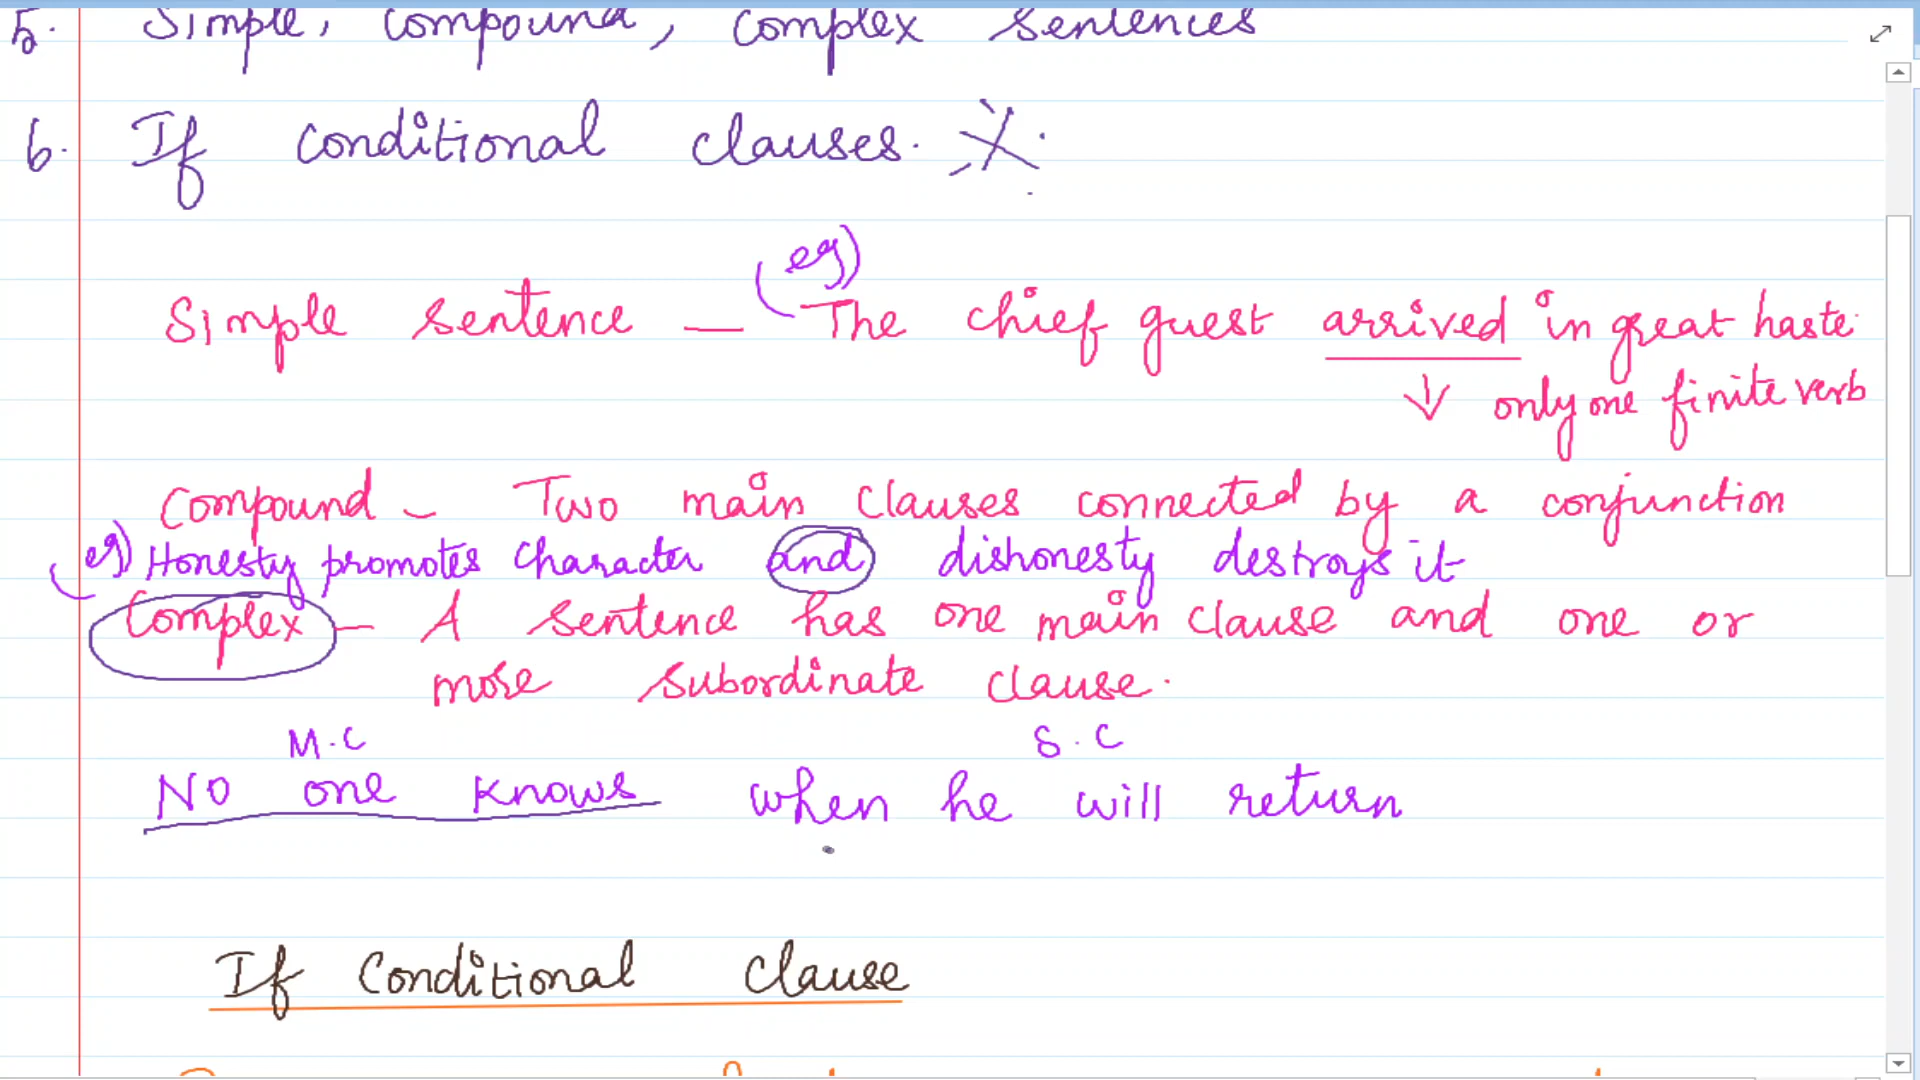 5. Simple, compound, complex sentences
6. If conditional clauses.
(eg)
Simple sentence — The chief guest arrived in great haste.
↓ only one finite verb
Compound - Two main clauses connected by a conjunction
(eg) Honesty promotes character and dishonesty destroys it
Complex — A sentence has one main clause and one or
more subordinate clause.
M.C S.C
No one knows when he will return
If Conditional Clause